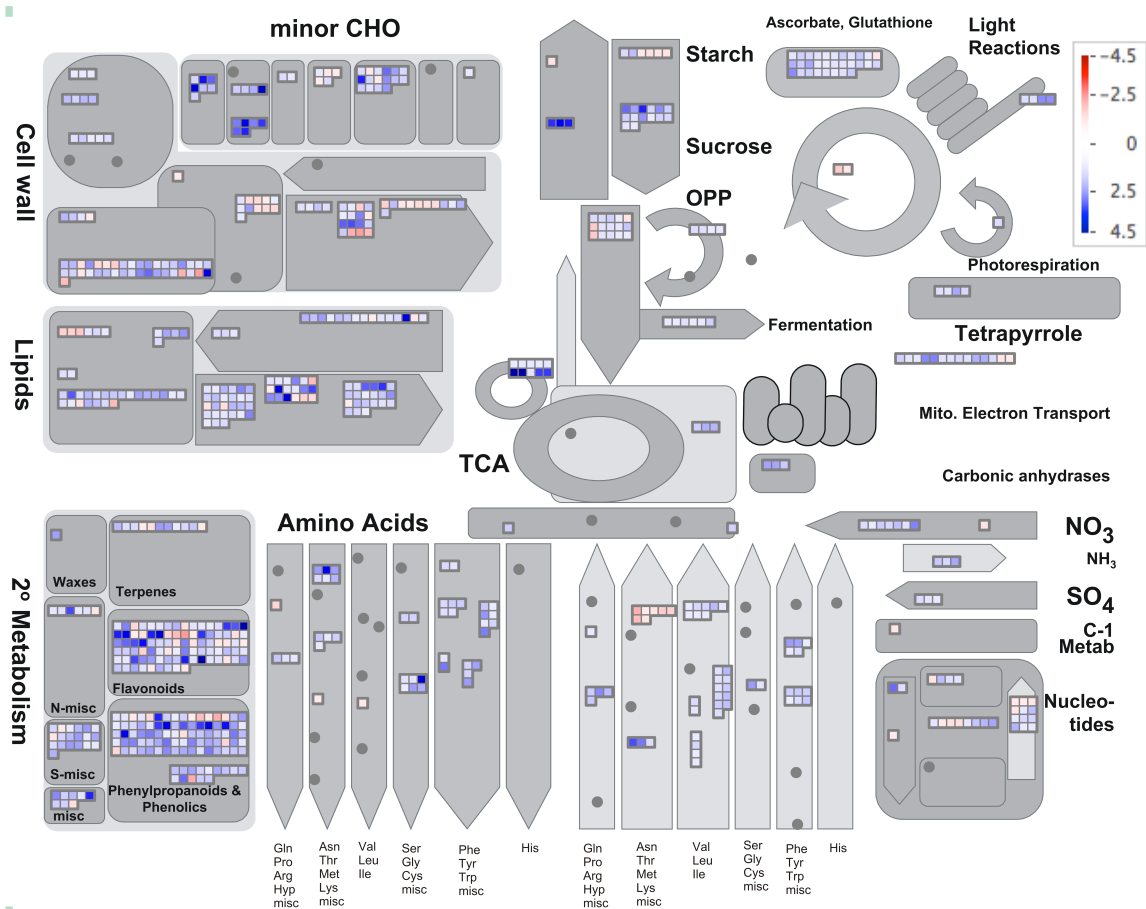 minor CHO
Cell wall
Starch
Sucrose
OPP
Ascorbate, Glutathione
Light
Reactions
-4.5
-2.5
0
2.5
4.5
Photorespiration
Tetrapyrrole
Fermentation
Lipids
Mito. Electron Transport
TCA
Carbonic anhydrases
Amino Acids
2º Metabolism
Waxes
Terpenes
N-misc
Flavonoids
S-misc
Phenylpropanoids &
Phenolics
misc
NO3
NH3
SO4
C-1
Metab
Nucleo-
tides
Gln
Pro
Arg
Hyp
misc
Asn
Thr
Met
Lys
misc
Val
Leu
Ile
Ser
Gly
Cys
misc
Phe
Tyr
Trp
misc
His
Gln
Pro
Arg
Hyp
misc
Asn
Thr
Met
Lys
misc
Val
Leu
Ile
Ser
Gly
Cys
misc
Phe
Tyr
Trp
misc
His